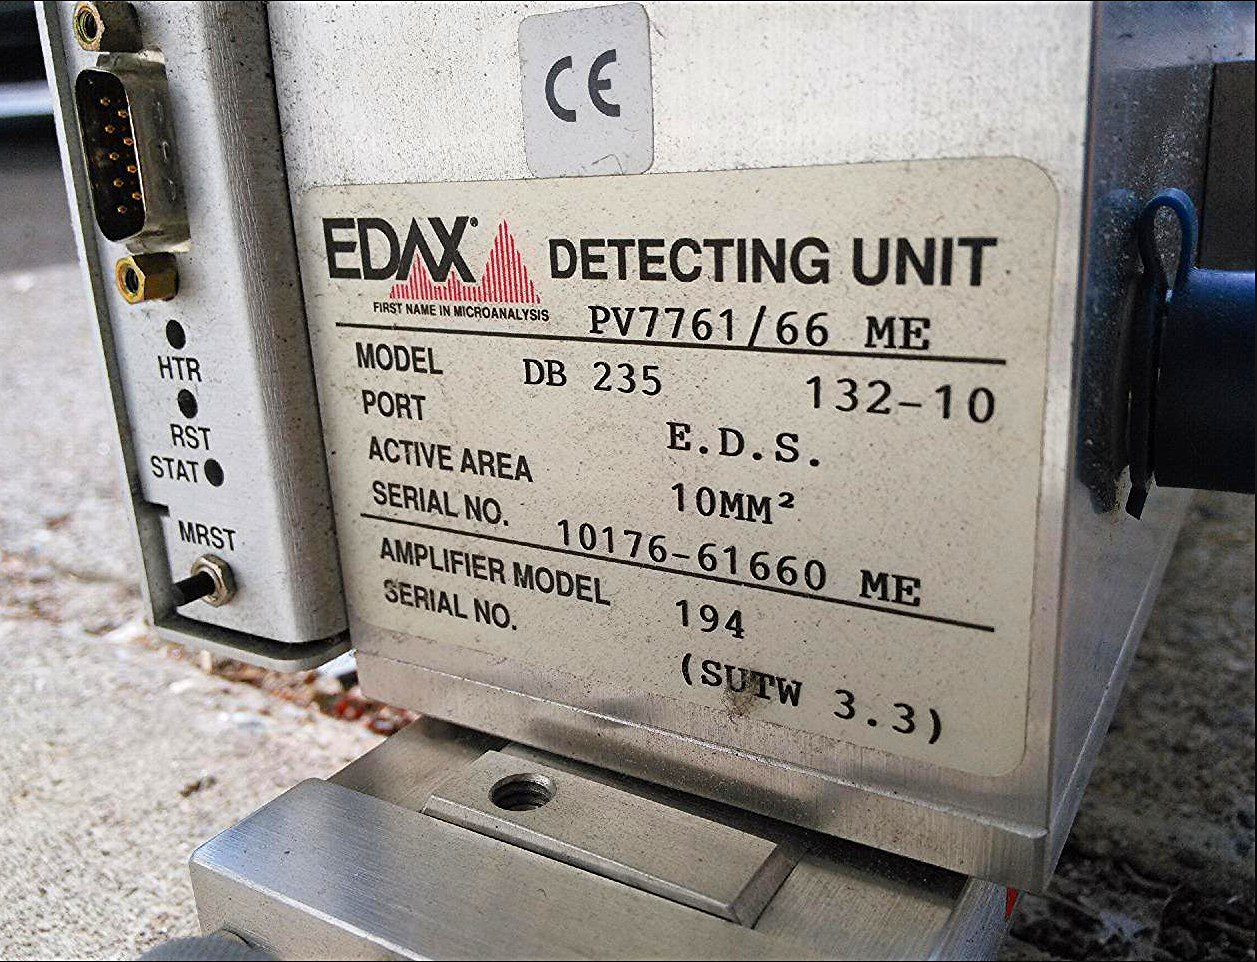 CE
EDAX® DETECTING UNIT
FIRST NAME IN MICROANALYSIS
PV7761/66 ME
MODEL DB 235 132-10
PORT E.D.S.
ACTIVE AREA 10MM²
SERIAL NO. 10176-61660 ME
AMPLIFIER MODEL 194
SERIAL NO. (SUTW 3.3)
HTR
RST
STAT
MRST